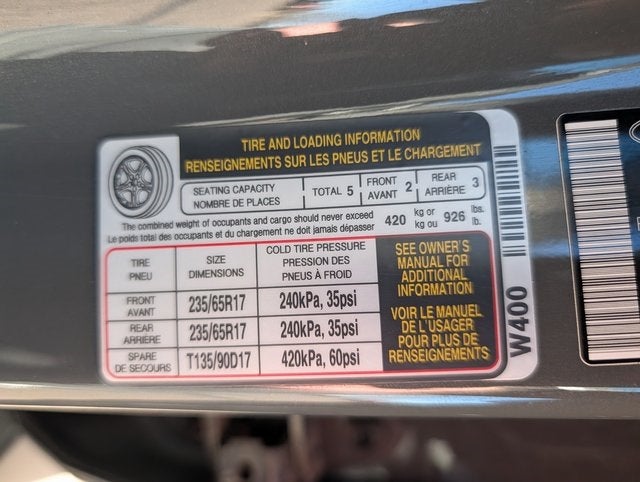 TIRE AND LOADING INFORMATION
RENSEIGNEMENTS SUR LES PNEUS ET LE CHARGEMENT
SEATING CAPACITY
NOMBRE DE PLACES
TOTAL 5
FRONT
AVANT 2
REAR
ARRIÈRE 3
The combined weight of occupants and cargo should never exceed
Le poids total des occupants et du chargement ne doit jamais dépasser
420 kg or
kg ou
926 lbs.
lb.
TIRE
PNEU
SIZE
DIMENSIONS
COLD TIRE PRESSURE
PRESSION DES
PNEUS À FROID
FRONT
AVANT
235/65R17
240kPa, 35psi
REAR
ARRIÈRE
235/65R17
240kPa, 35psi
SPARE
DE SECOURS
T135/90D17
420kPa, 60psi
SEE OWNER'S
MANUAL FOR
ADDITIONAL
INFORMATION
VOIR LE MANUEL
DE L'USAGER
POUR PLUS DE
RENSEIGNEMENTS
W400